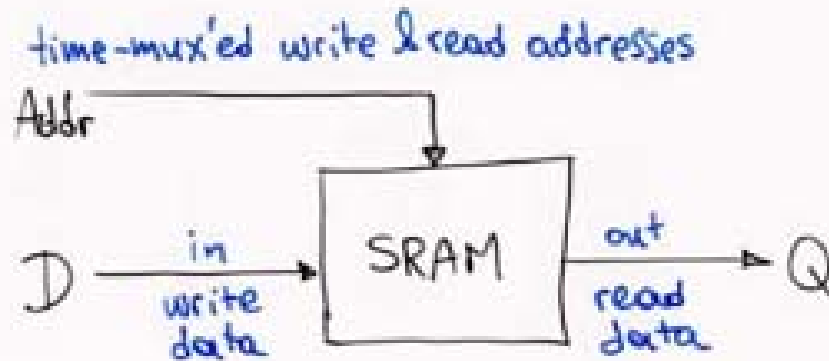 time-mux'ed write & read addresses
Addr
D
in
write
data
SRAM
out
read
data
Q